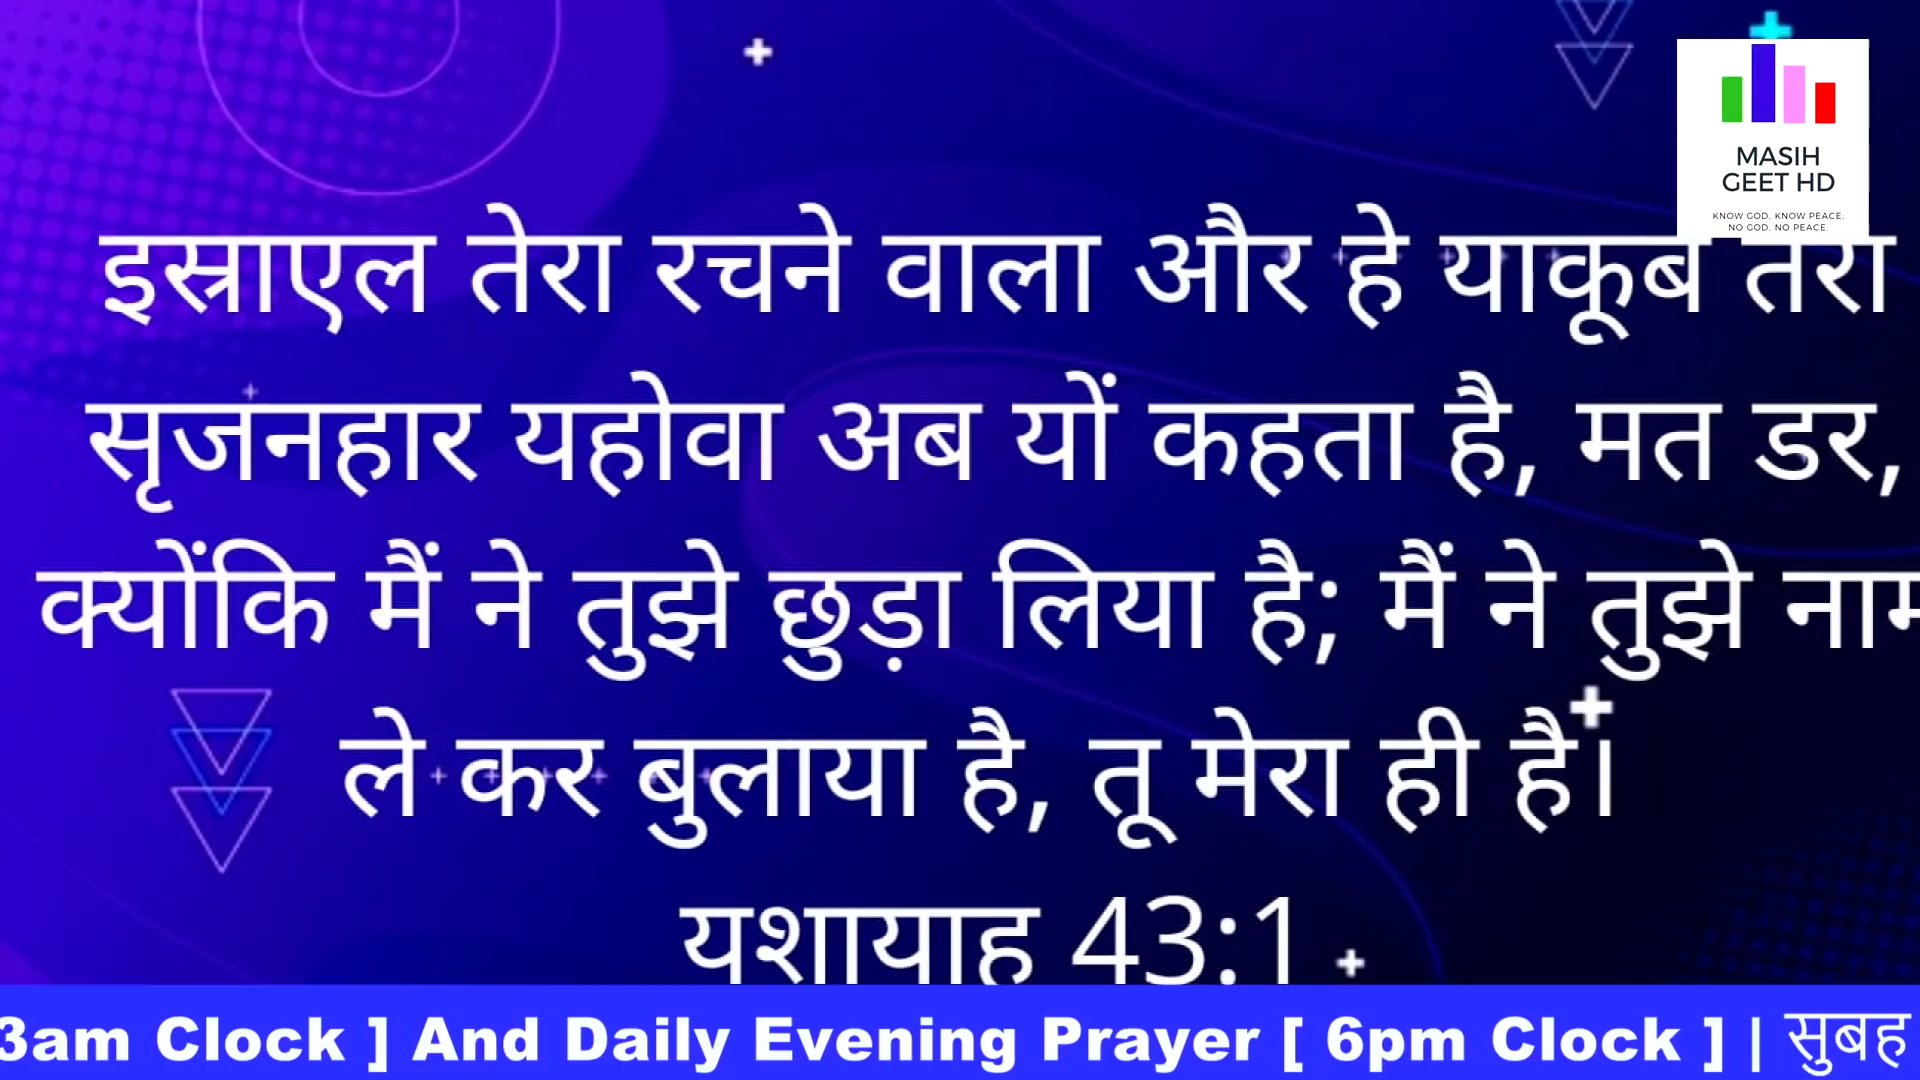 MASIH
GEET HD
KNOW GOD. KNOW PEACE.
NO GOD. NO PEACE.
इस्राएल तेरा रचने वाला और हे याकूब तेरा
सृजनहार यहोवा अब यों कहता है, मत डर,
क्योंकि मैं ने तुझे छुड़ा लिया है; मैं ने तुझे नाम
ले कर बुलाया है, तू मेरा ही है।
यशायाह 43:1
3am Clock ] And Daily Evening Prayer [ 6pm Clock ] | सुबह